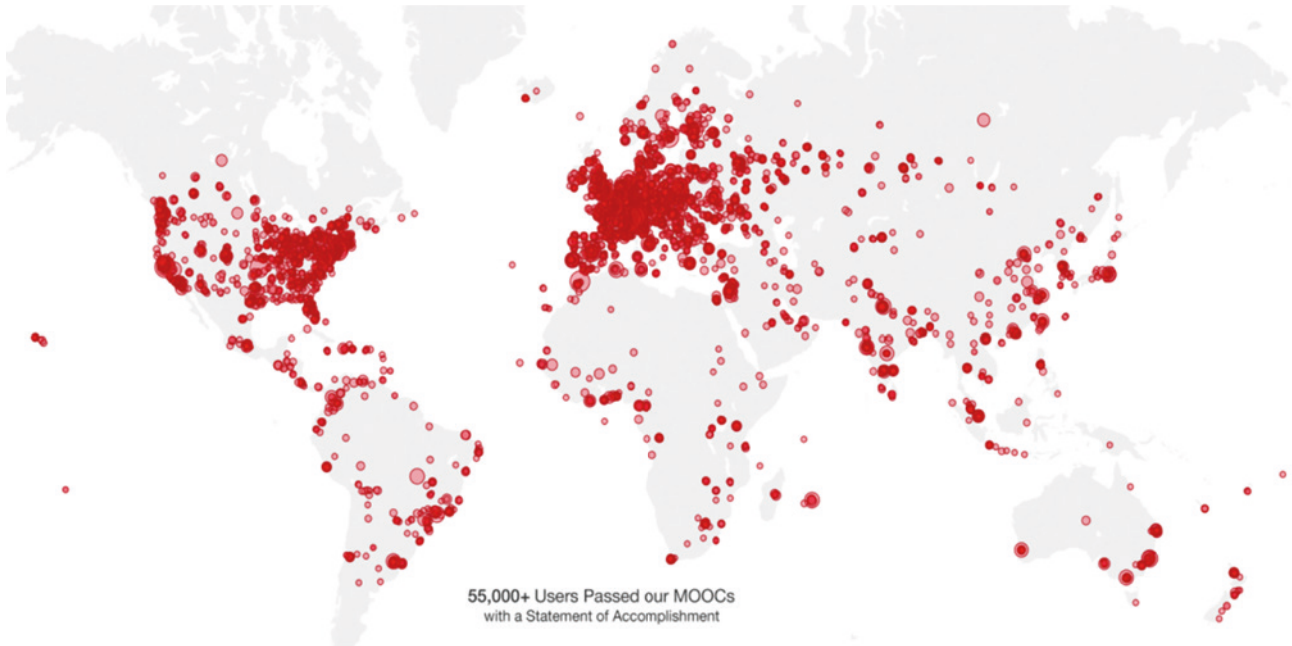 55,000+ Users Passed our MOOCs
with a Statement of Accomplishment